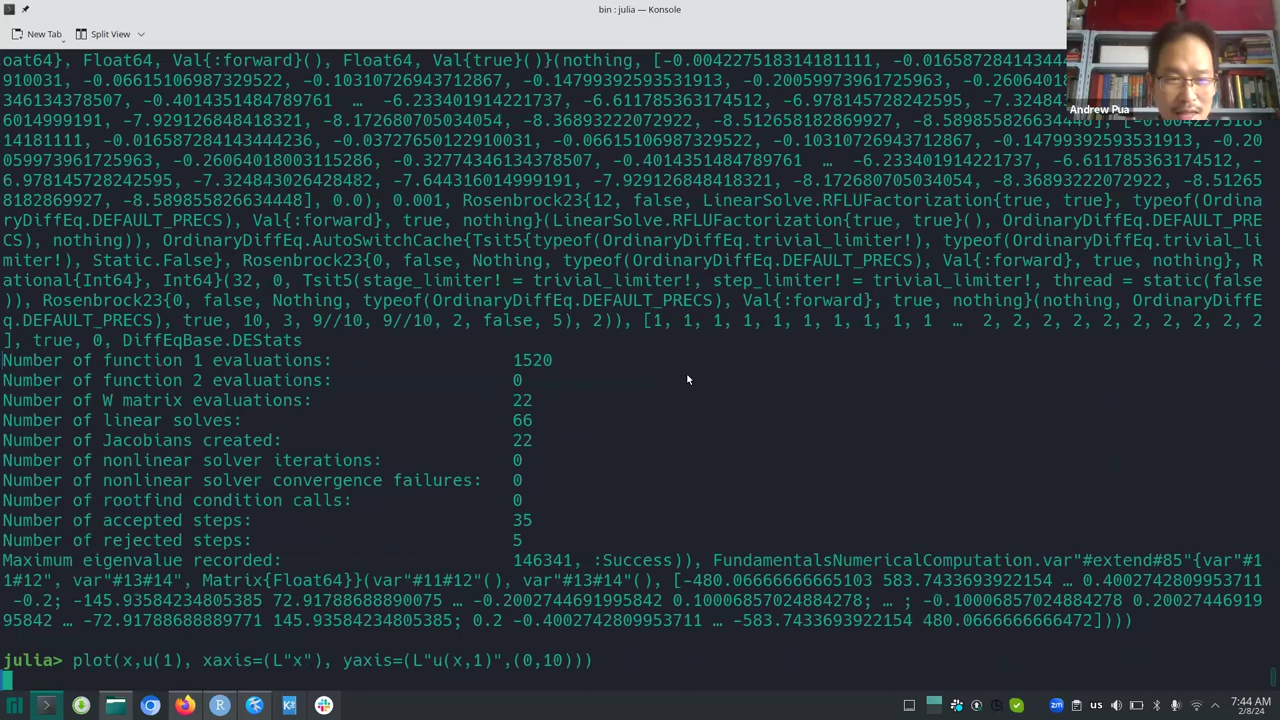 bin : julia — Konsole
New Tab
Split View
oat64}, Float64, Val{:forward}(), Float64, Val{true}()}(nothing, [-0.004227518314181111, -0.0165872841434442
910031, -0.06615106987329522, -0.10310726943712867, -0.14799392593531913, -0.20059973961725963, -0.260640180
346134378507, -0.4014351484789761 … -6.233401914221737, -6.611785363174512, -6.978145728242595, -7.324843
6014999191, -7.929126848418321, -8.172680705034054, -8.36893222072922, -8.512658182869927, -8.589855826634448], [-0.0042275183
Andrew Pua
14181111, -0.016587284143444236, -0.03727650122910031, -0.06615106987329522, -0.10310726943712867, -0.14799392593531913, -0.20
059973961725963, -0.26064018003115286, -0.32774346134378507, -0.4014351484789761 … -6.233401914221737, -6.611785363174512, -
6.978145728242595, -7.324843026428482, -7.644316014999191, -7.929126848418321, -8.172680705034054, -8.36893222072922, -8.51265
8182869927, -8.589855826634448], 0.0), 0.001, Rosenbrock23{12, false, LinearSolve.RFLUFactorization{true, true}, typeof(Ordina
ryDiffEq.DEFAULT_PRECS), Val{:forward}, true, nothing}(LinearSolve.RFLUFactorization{true, true}(), OrdinaryDiffEq.DEFAULT_PRE
CS), nothing)), OrdinaryDiffEq.AutoSwitchCache{Tsit5{typeof(OrdinaryDiffEq.trivial_limiter!), typeof(OrdinaryDiffEq.trivial_li
miter!), Static.False}, Rosenbrock23{0, false, Nothing, typeof(OrdinaryDiffEq.DEFAULT_PRECS), Val{:forward}, true, nothing}, R
ational{Int64}, Int64}(32, 0, Tsit5(stage_limiter! = trivial_limiter!, step_limiter! = trivial_limiter!, thread = static(false
)), Rosenbrock23{0, false, Nothing, typeof(OrdinaryDiffEq.DEFAULT_PRECS), Val{:forward}, true, nothing}(nothing, OrdinaryDiffE
q.DEFAULT_PRECS), true, 10, 3, 9//10, 9//10, 2, false, 5), 2)), [1, 1, 1, 1, 1, 1, 1, 1, 1, 1 … 2, 2, 2, 2, 2, 2, 2, 2, 2, 2
], true, 0, DiffEqBase.DEStats
Number of function 1 evaluations: 1520
Number of function 2 evaluations: 0
Number of W matrix evaluations: 22
Number of linear solves: 66
Number of Jacobians created: 22
Number of nonlinear solver iterations: 0
Number of nonlinear solver convergence failures: 0
Number of rootfind condition calls: 0
Number of accepted steps: 35
Number of rejected steps: 5
Maximum eigenvalue recorded: 146341, :Success)), FundamentalsNumericalComputation.var"#extend#85"{var"#1
1#12", var"#13#14", Matrix{Float64}}(var"#11#12"(), var"#13#14"(), [-480.06666666665103 583.7433693922154 … 0.4002742809953711
-0.2; -145.93584234805385 72.91788688890075 … -0.2002744691995842 0.10006857024884278; … ; -0.10006857024884278 0.20027446919
95842 … -72.91788688889771 145.93584234805385; 0.2 -0.4002742809953711 … -583.7433693922154 480.0666666666472])))
julia> plot(x,u(1), xaxis=(L"x"), yaxis=(L"u(x,1)",(0,10)))
us
7:44 AM
2/8/24